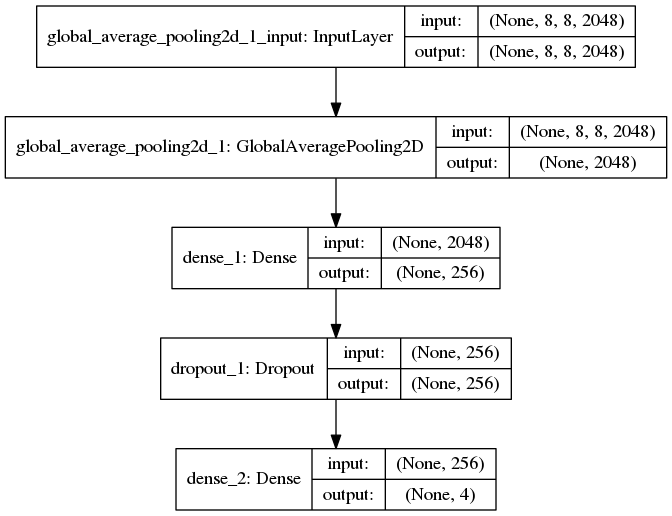 global_average_pooling2d_1_input: InputLayer
input:
(None, 8, 8, 2048)
output:
(None, 8, 8, 2048)
global_average_pooling2d_1: GlobalAveragePooling2D
input:
(None, 8, 8, 2048)
output:
(None, 2048)
dense_1: Dense
input:
(None, 2048)
output:
(None, 256)
dropout_1: Dropout
input:
(None, 256)
output:
(None, 256)
dense_2: Dense
input:
(None, 256)
output:
(None, 4)